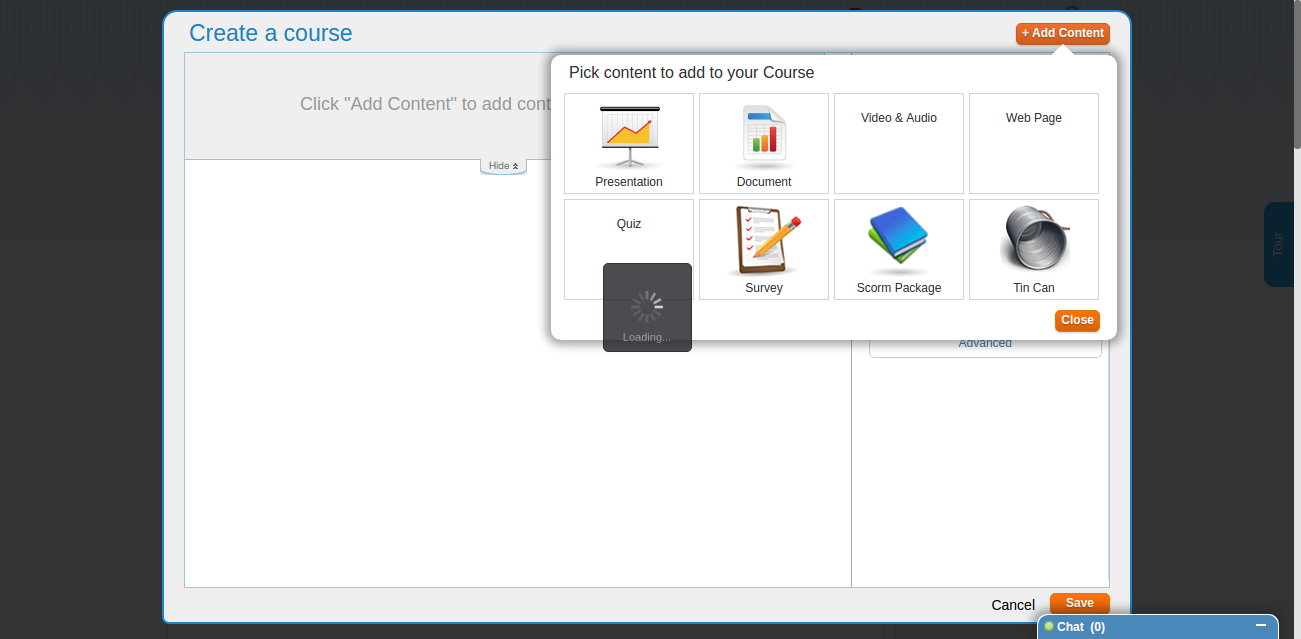 Create a course
+ Add Content
Click "Add Content" to add cont
Pick content to add to your Course
Presentation
Document
Video & Audio
Web Page
Hide
Quiz
Survey
Scorm Package
Tin Can
Loading...
Close
Advanced
Tour
Cancel
Save
Chat (0)